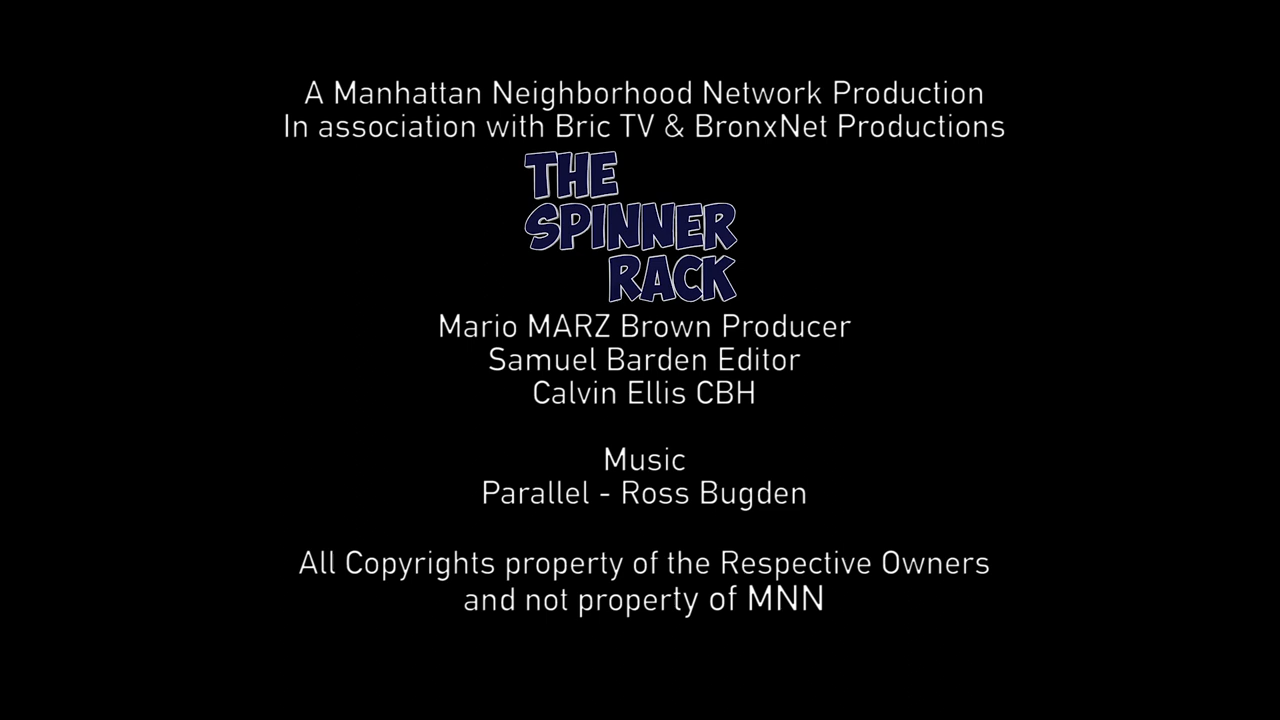 A Manhattan Neighborhood Network Production
In association with Bric TV & BronxNet Productions
THE
SPINNER
RACK
Mario MARZ Brown Producer
Samuel Barden Editor
Calvin Ellis CBH
Music
Parallel - Ross Bugden
All Copyrights property of the Respective Owners
and not property of MNN